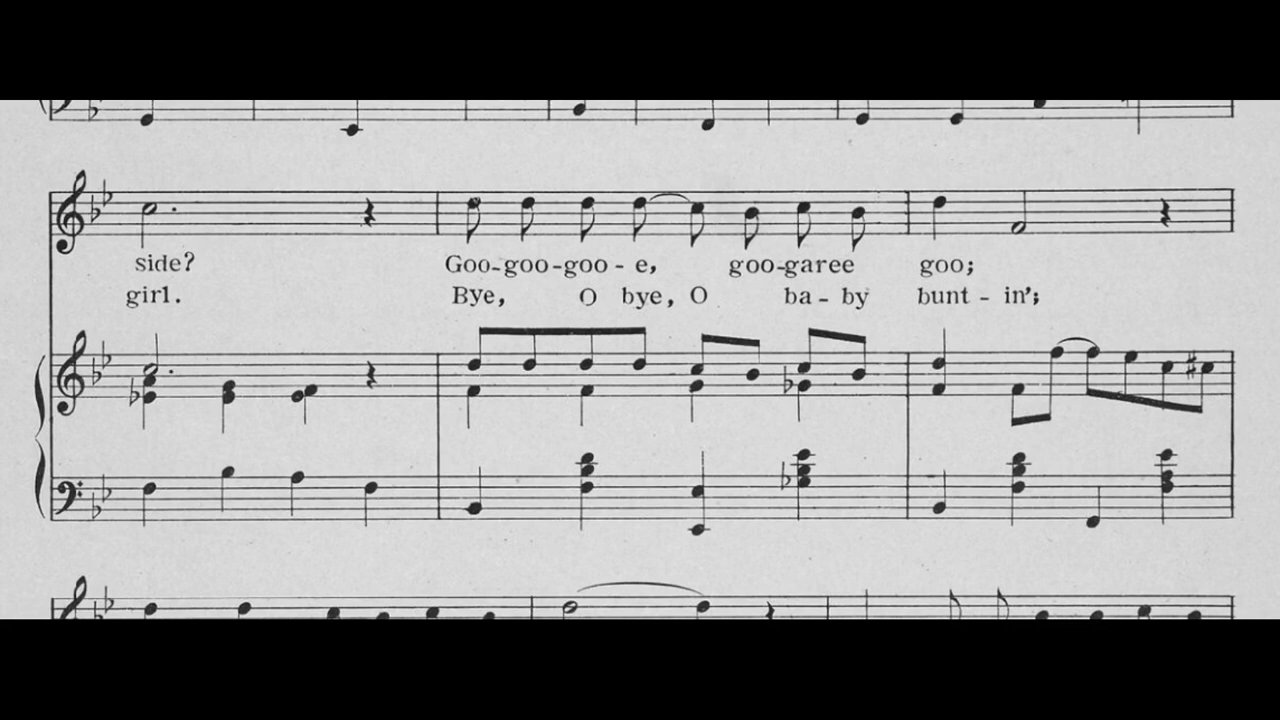 side? Goo-goo-goo - e, goo-garee goo;
girl. Bye, O bye, O ba - by bunt - in';